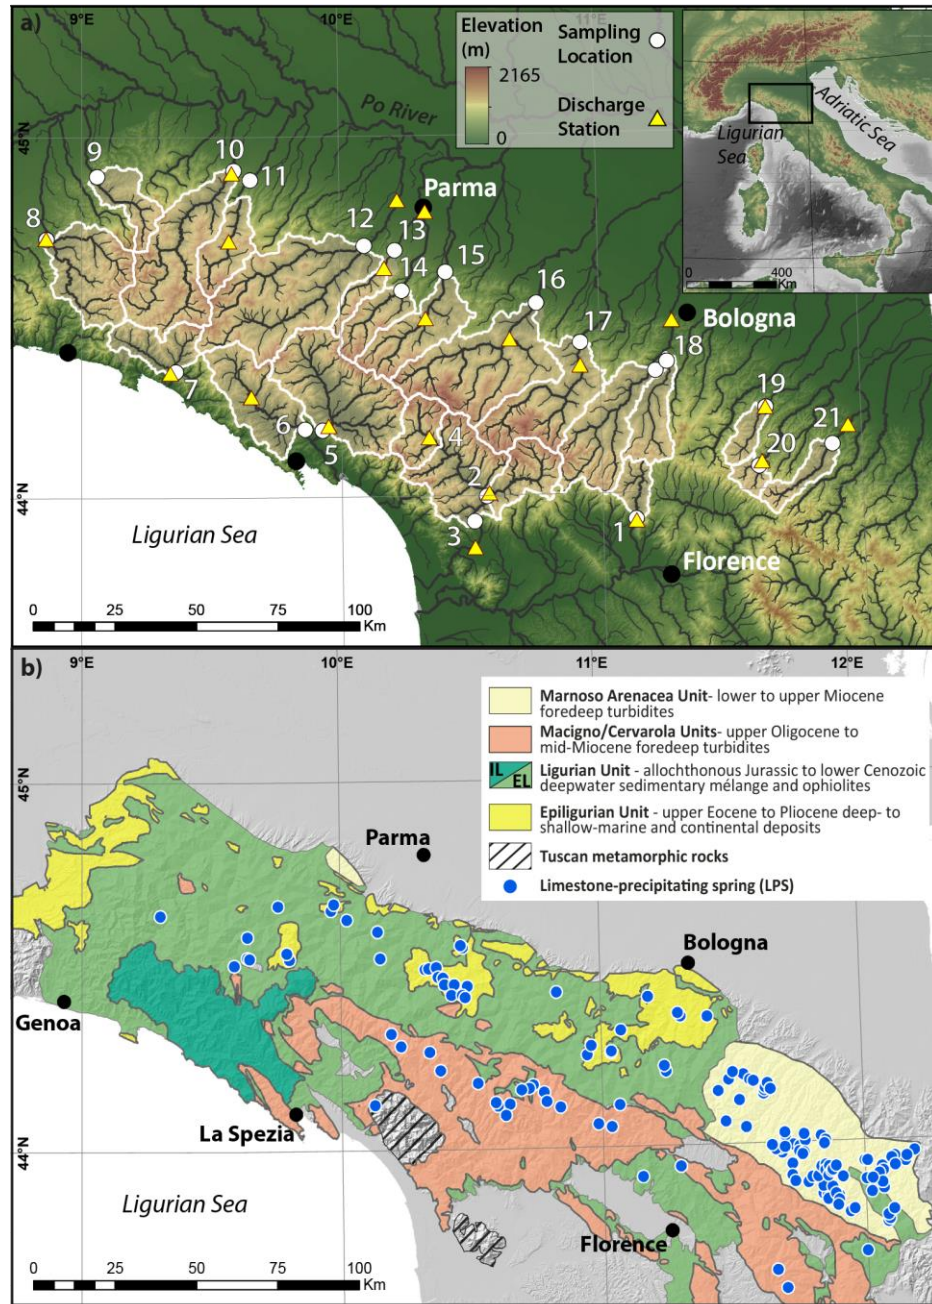 a)
9°E
10°E
11°E
12°E
Elevation
(m)
2165
0
Sampling
Location
Discharge
Station
Adriatic Sea
Ligurian
Sea
0
400
Km
Po River
45°N
44°N
Parma
Bologna
Florence
Ligurian Sea
9
10
11
8
12
13
14
15
16
17
18
19
20
21
7
6
5
4
2
3
1
0
25
50
75
100
Km
b)
9°E
10°E
11°E
12°E
Marnoso Arenacea Unit- lower to upper Miocene
foredeep turbidites
Macigno/Cervarola Units- upper Oligocene to
mid-Miocene foredeep turbidites
IL
EL
Ligurian Unit - allochthonous Jurassic to lower Cenozoic
deepwater sedimentary mélange and ophiolites
Epiligurian Unit - upper Eocene to Pliocene deep- to
shallow-marine and continental deposits
Tuscan metamorphic rocks
Limestone-precipitating spring (LPS)
45°N
Parma
Bologna
Genoa
La Spezia
44°N
Ligurian Sea
Florence
0
25
50
75
100
Km